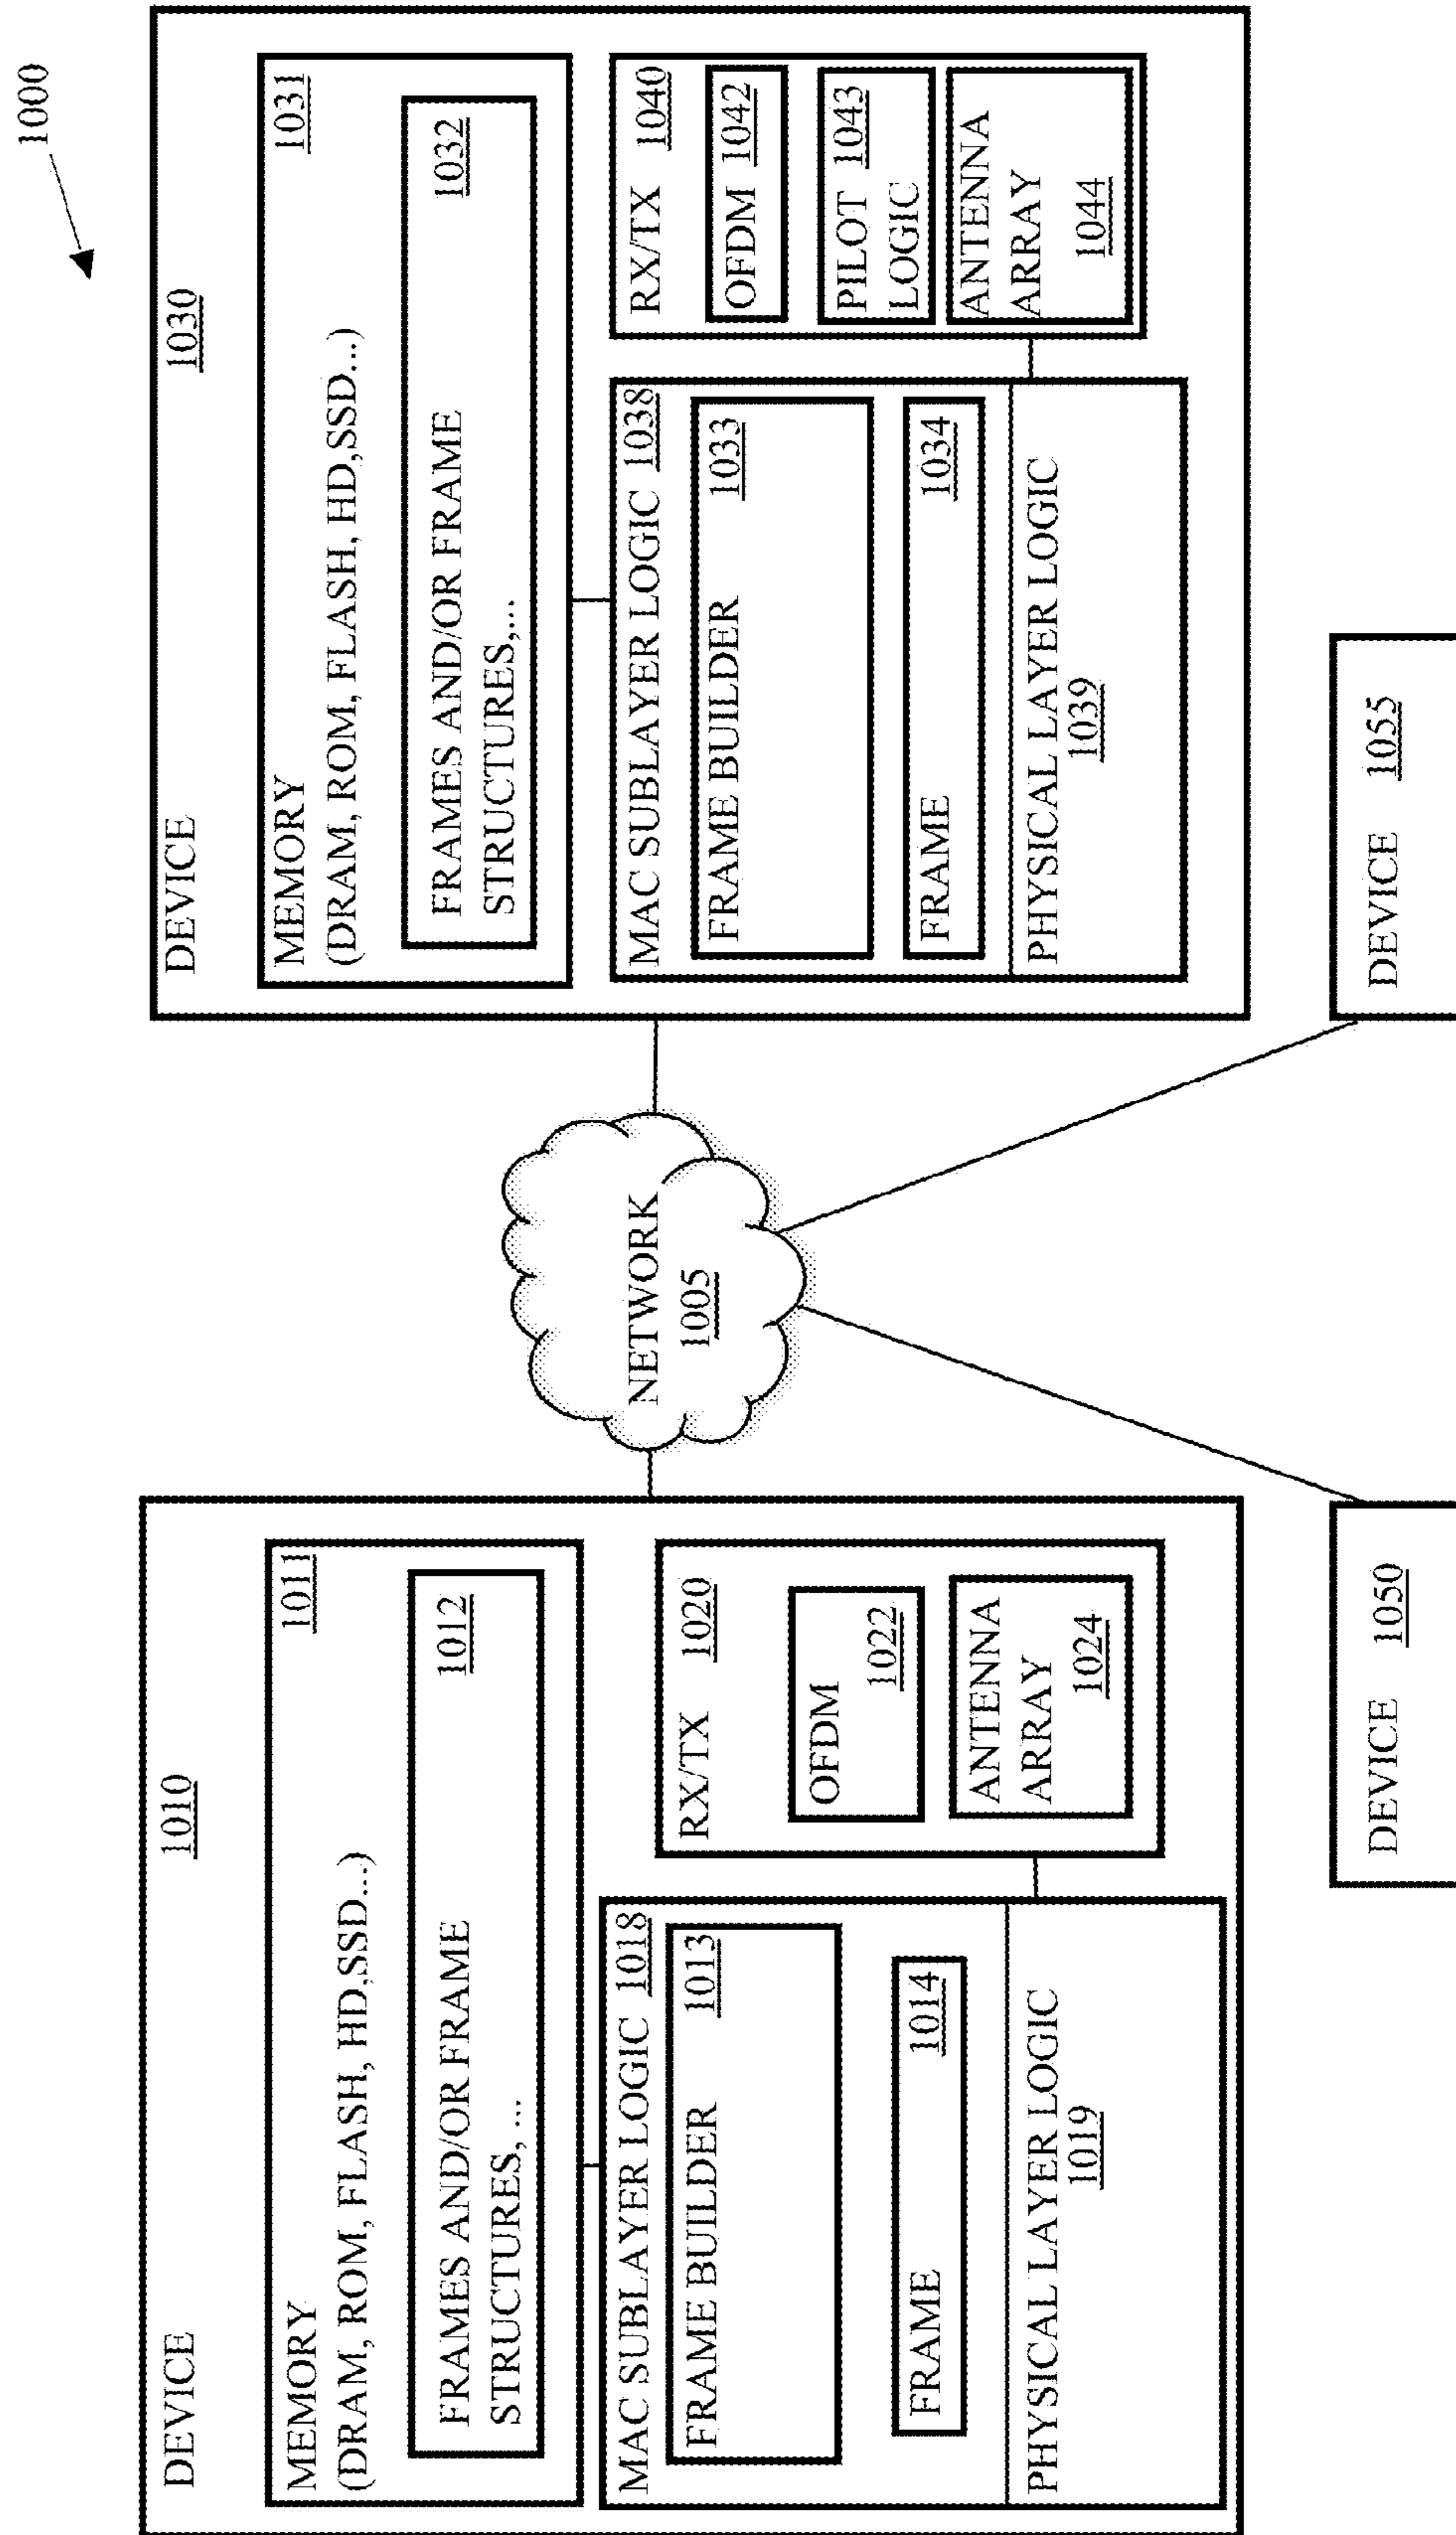 1000
DEVICE 1010
MEMORY 1011
(DRAM, ROM, FLASH, HD,SSD...)
FRAMES AND/OR FRAME 1012
STRUCTURES, ...
MAC SUBLAYER LOGIC 1018
FRAME BUILDER 1013
FRAME 1014
PHYSICAL LAYER LOGIC
1019
RX/TX 1020
OFDM
1022
ANTENNA
ARRAY
1024
NETWORK
1005
DEVICE 1030
MEMORY 1031
(DRAM, ROM, FLASH, HD,SSD...)
FRAMES AND/OR FRAME 1032
STRUCTURES,...
MAC SUBLAYER LOGIC 1038
FRAME BUILDER 1033
FRAME 1034
PHYSICAL LAYER LOGIC
1039
RX/TX 1040
OFDM 1042
PILOT 1043
LOGIC
ANTENNA
ARRAY
1044
DEVICE 1050
DEVICE 1055